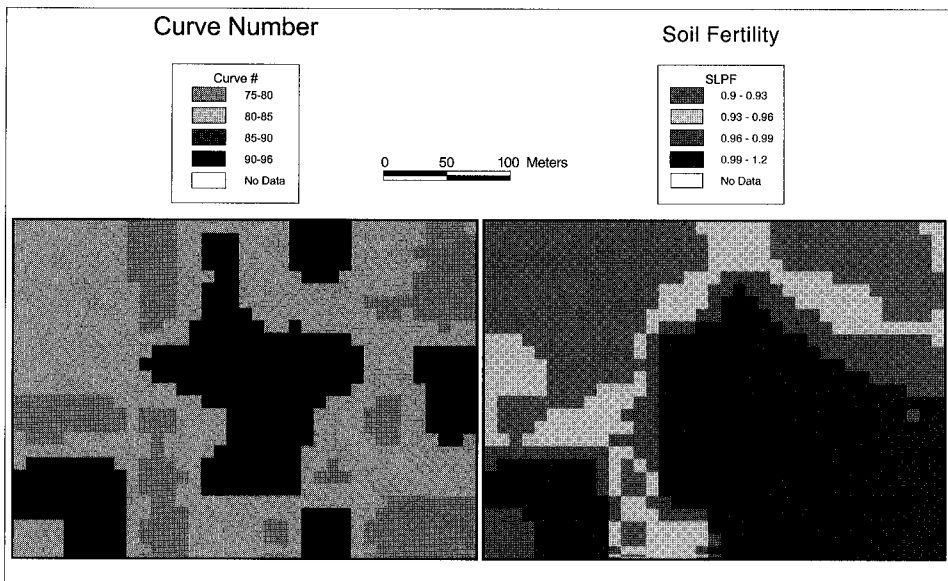 Curve Number
Curve #
75-80
80-85
85-90
90-96
No Data
0 50 100 Meters
Soil Fertility
SLPF
0.9 - 0.93
0.93 - 0.96
0.96 - 0.99
0.99 - 1.2
No Data